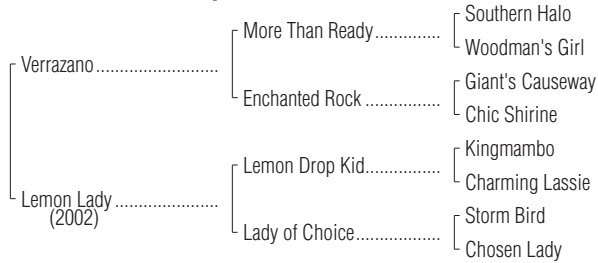 Southern Halo
More Than Ready..............
Woodman's Girl
Verrazano........................
Giant's Causeway
Enchanted Rock ................
Chic Shirine
Kingmambo
Lemon Drop Kid................
Charming Lassie
Lemon Lady ....................
(2002)
Storm Bird
Lady of Choice..................
Chosen Lady